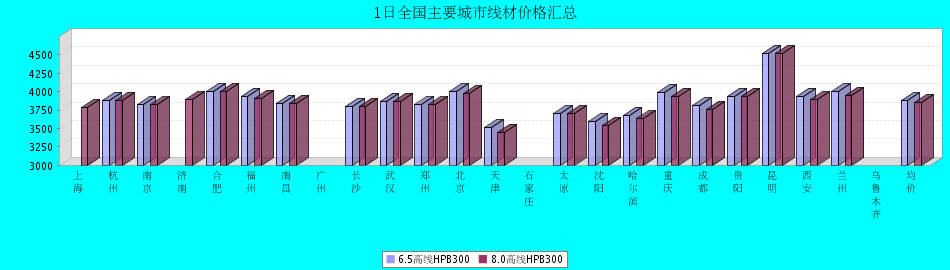 1日全国主要城市线材价格汇总
4500
4250
4000
3750
3500
3250
3000
上海
杭州
南京
济南
合肥
福州
南昌
广州
长沙
武汉
郑州
北京
天津
石家庄
太原
沈阳
哈尔滨
重庆
成都
贵阳
昆明
西安
兰州
乌鲁木齐
均价
6.5高线HPB300 8.0高线HPB300